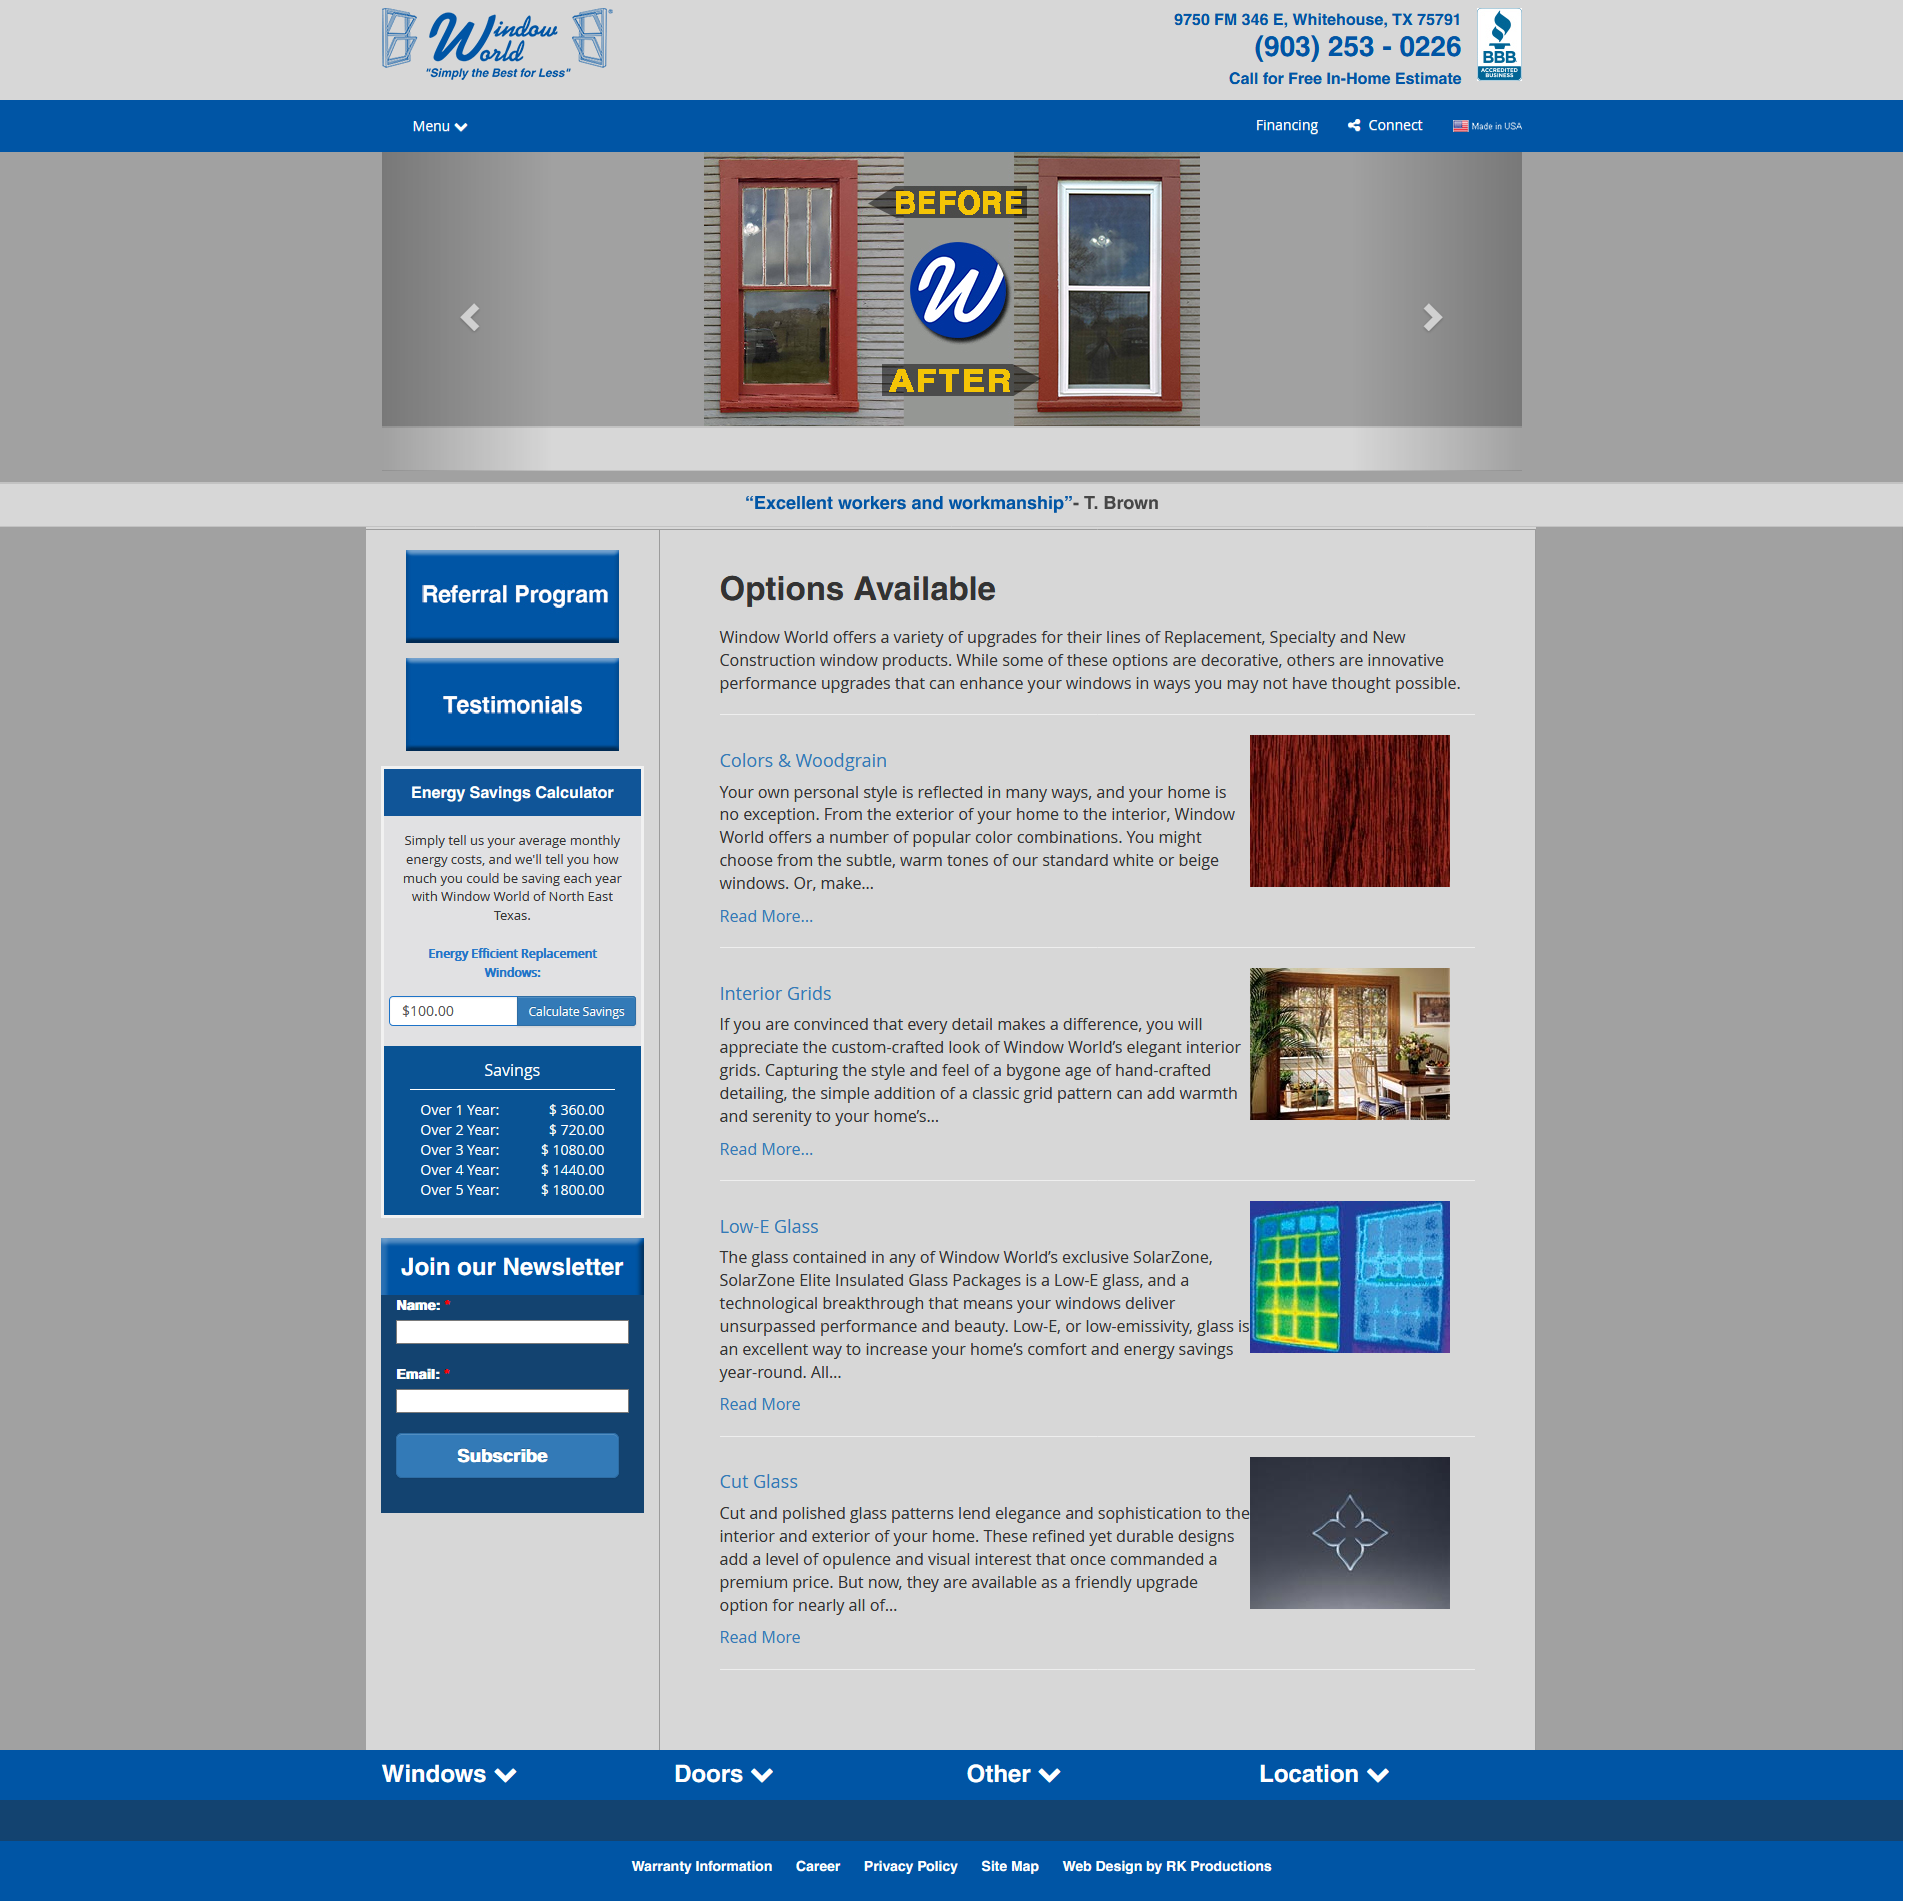 Window
World
"Simply the Best for Less"
9750 FM 346 E, Whitehouse, TX 75791
(903) 253 - 0226
Call for Free In-Home Estimate
BBB
ACCREDITED
BUSINESS
Menu
Financing
Connect
Made in USA
BEFORE
W
AFTER
“Excellent workers and workmanship”- T. Brown
Referral Program
Testimonials
Energy Savings Calculator
Simply tell us your average monthly
energy costs, and we'll tell you how
much you could be saving each year
with Window World of North East
Texas.
Energy Efficient Replacement
Windows:
$100.00
Calculate Savings
Savings
Over 1 Year: $ 360.00
Over 2 Year: $ 720.00
Over 3 Year: $ 1080.00
Over 4 Year: $ 1440.00
Over 5 Year: $ 1800.00
Join our Newsletter
Name: *
Email: *
Subscribe
Options Available
Window World offers a variety of upgrades for their lines of Replacement, Specialty and New
Construction window products. While some of these options are decorative, others are innovative
performance upgrades that can enhance your windows in ways you may not have thought possible.
Colors & Woodgrain
Your own personal style is reflected in many ways, and your home is
no exception. From the exterior of your home to the interior, Window
World offers a number of popular color combinations. You might
choose from the subtle, warm tones of our standard white or beige
windows. Or, make...
Read More...
Interior Grids
If you are convinced that every detail makes a difference, you will
appreciate the custom-crafted look of Window World’s elegant interior
grids. Capturing the style and feel of a bygone age of hand-crafted
detailing, the simple addition of a classic grid pattern can add warmth
and serenity to your home’s...
Read More...
Low-E Glass
The glass contained in any of Window World’s exclusive SolarZone,
SolarZone Elite Insulated Glass Packages is a Low-E glass, and a
technological breakthrough that means your windows deliver
unsurpassed performance and beauty. Low-E, or low-emissivity, glass is
an excellent way to increase your home’s comfort and energy savings
year-round. All...
Read More
Cut Glass
Cut and polished glass patterns lend elegance and sophistication to the
interior and exterior of your home. These refined yet durable designs
add a level of opulence and visual interest that once commanded a
premium price. But now, they are available as a friendly upgrade
option for nearly all of...
Read More
Windows
Doors
Other
Location
Warranty Information
Career
Privacy Policy
Site Map
Web Design by RK Productions